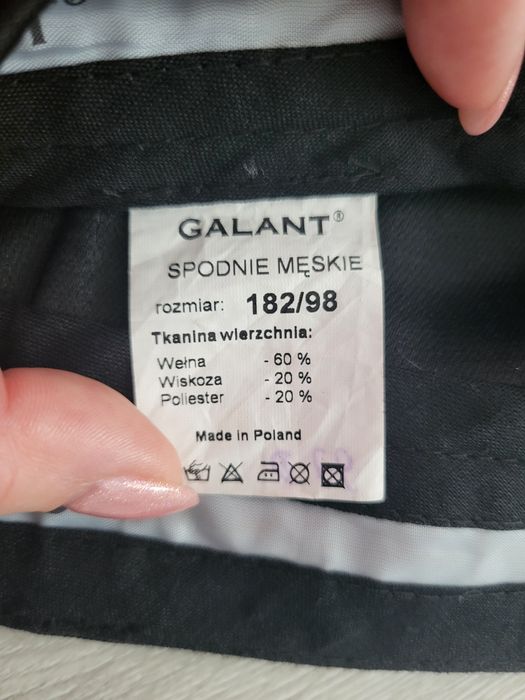 GALANT®
SPODNIE MĘSKIE
rozmiar: 182/98
Tkanina wierzchnia:
Wełna - 60 %
Wiskoza - 20 %
Poliester - 20 %
Made in Poland